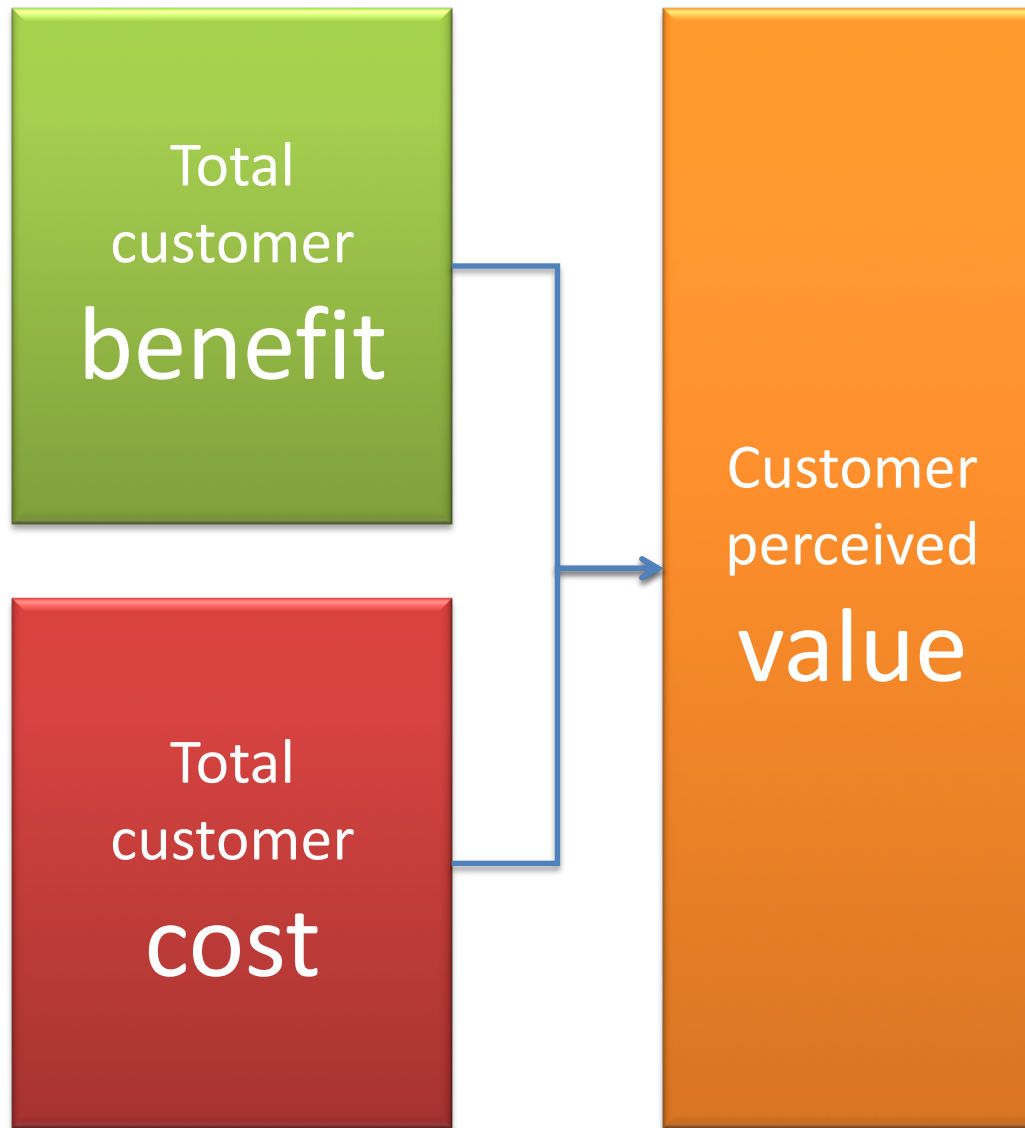 Total
customer
benefit
Total
customer
cost
Customer
perceived
value